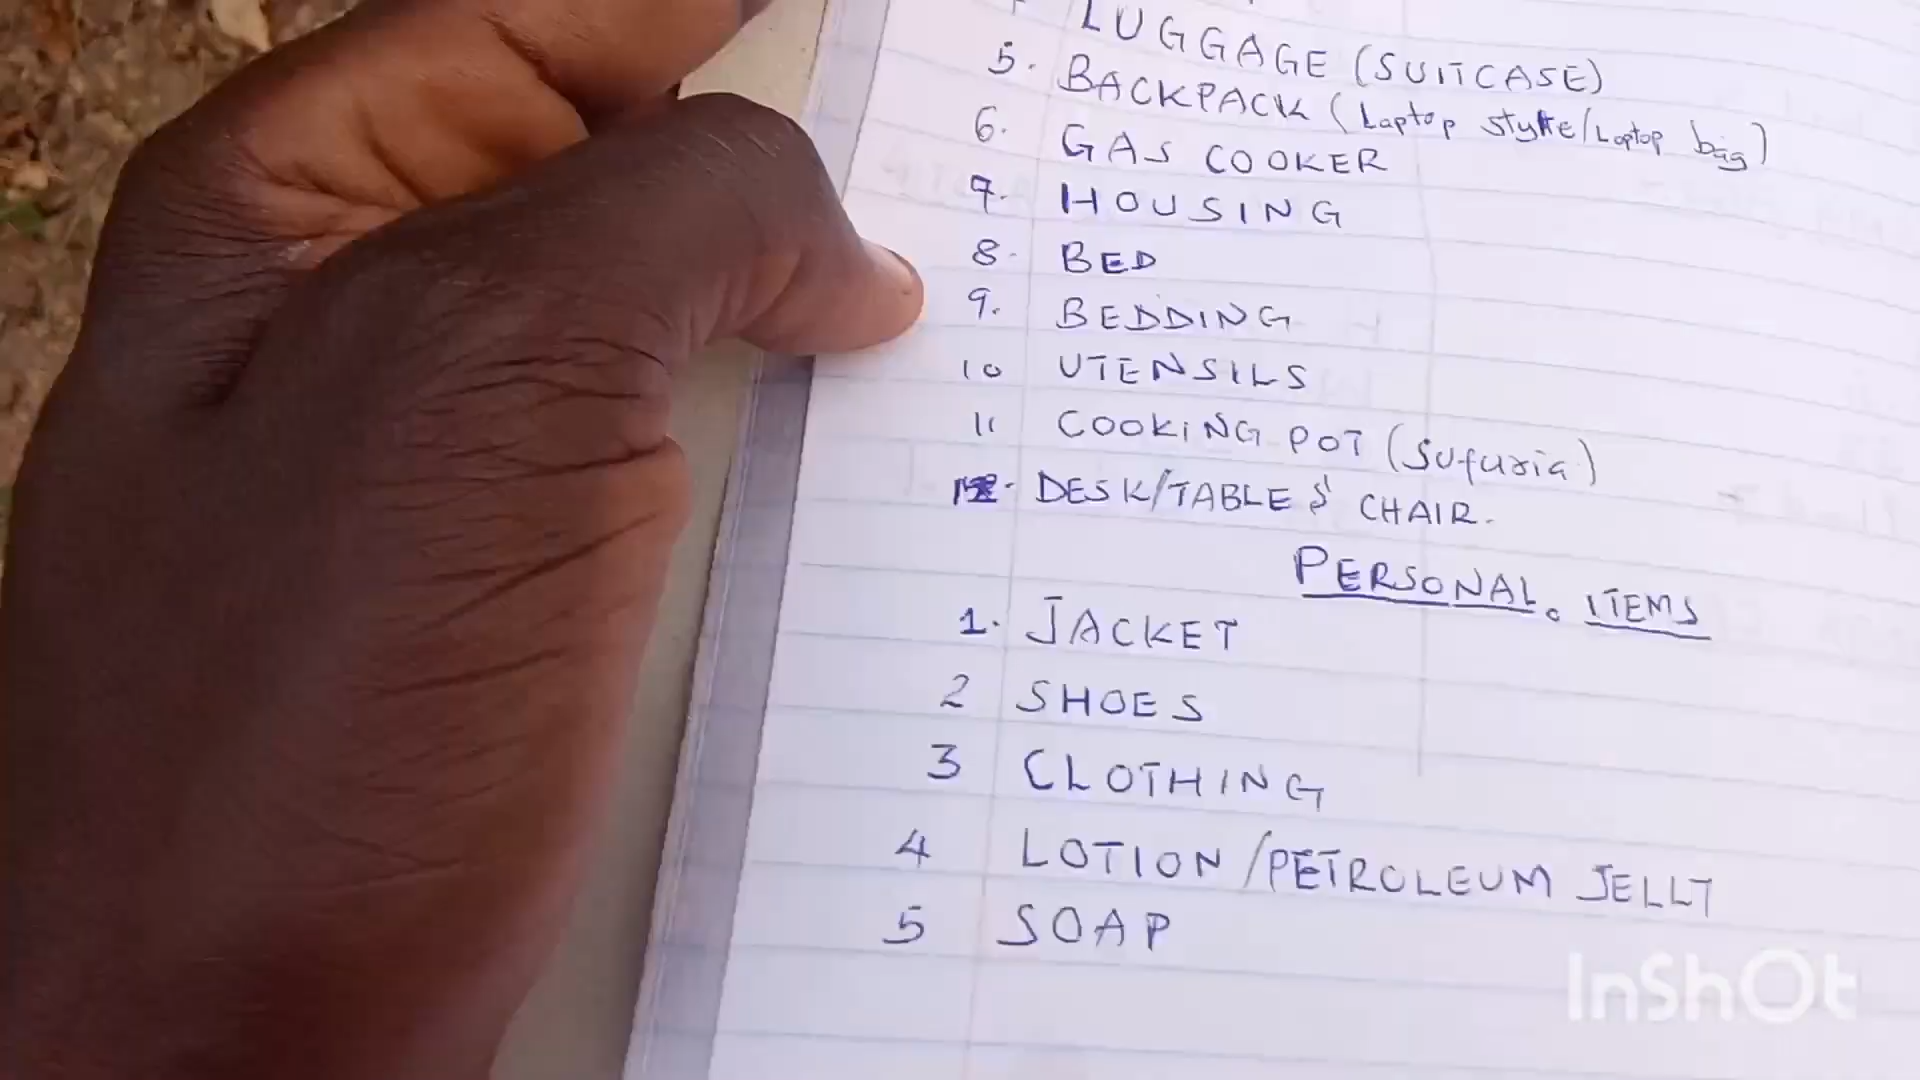 LUGGAGE (SUITCASE)
5. BACKPACK (Laptop style/Laptop bag)
6. GAS COOKER
7. HOUSING
8. BED
9. BEDDING
10 UTENSILS
11 COOKING POT (Sufuria)
12. DESK/TABLE & CHAIR.
PERSONAL ITEMS
1. JACKET
2 SHOES
3 CLOTHING
4 LOTION/PETROLEUM JELLY
5 SOAP
InShOt